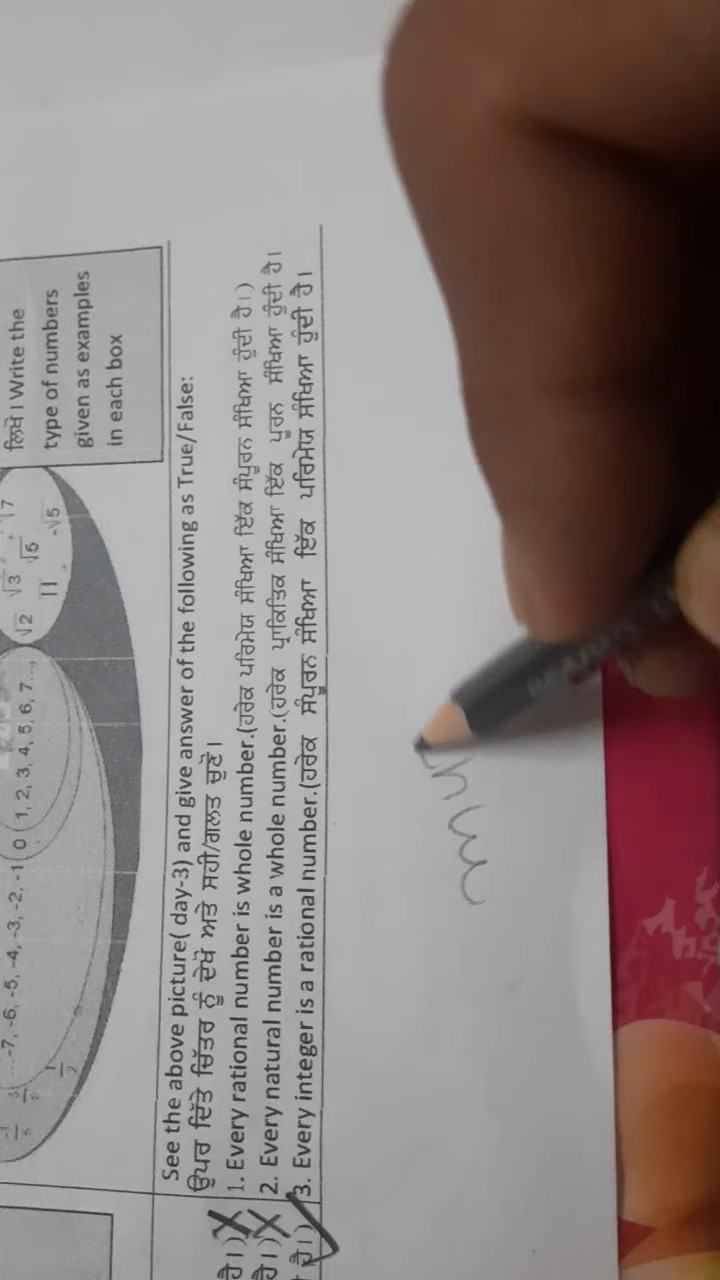 ਲਿਖੋ। Write the
type of numbers
given as examples
in each box
√2 √3 √7
√6
11 -√5
...-7, -6, -5, -4, -3, -2, -1 0 1, 2, 3, 4, 5, 6, 7...
See the above picture( day-3) and give answer of the following as True/False:
ਉਪਰ ਦਿੱਤੇ ਚਿੱਤਰ ਨੂੰ ਦੇਖੋ ਅਤੇ ਸਹੀ/ਗਲਤ ਚੁਣੋ।
ਹੈ।) 1. Every rational number is whole number.(ਹਰੇਕ ਪਰਿਮੇਯ ਸੰਖਿਆ ਇੱਕ ਸੰਪੂਰਨ ਸੰਖਿਆ ਹੁੰਦੀ ਹੈ।)
ਹੈ।) 2. Every natural number is a whole number.(ਹਰੇਕ ਪ੍ਰਾਕਿਤਿਕ ਸੰਖਿਆ ਇੱਕ ਪੂਰਨ ਸੰਖਿਆ ਹੁੰਦੀ ਹੈ।
ਹੈ।) 3. Every integer is a rational number.(ਹਰੇਕ ਸੰਪੂਰਨ ਸੰਖਿਆ ਇੱਕ ਪਰਿਮੇਯ ਸੰਖਿਆ ਹੁੰਦੀ ਹੈ।